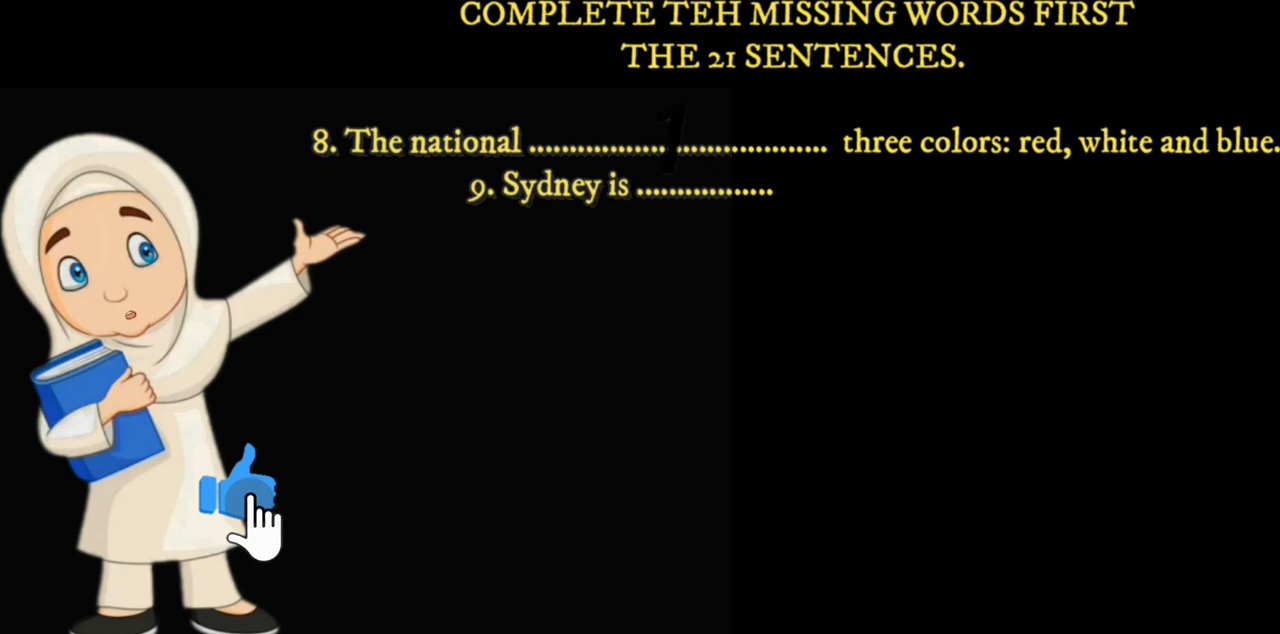 COMPLETE TEH MISSING WORDS FIRST
THE 21 SENTENCES.
1
8. The national ................. ................... three colors: red, white and blue.
9. Sydney is .................